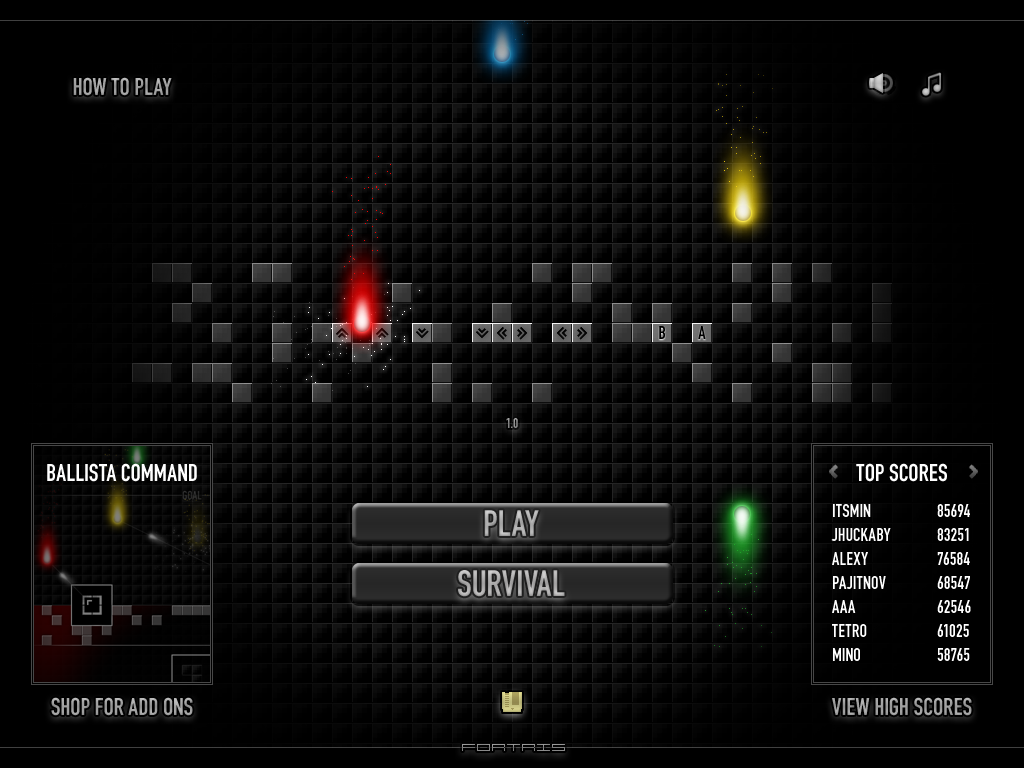 HOW TO PLAY
B A
1.0
BALLISTA COMMAND
GOAL
SHOP FOR ADD ONS
PLAY
SURVIVAL
TOP SCORES
ITSMIN 85694
JHUCKABY 83251
ALEXY 76584
PAJITNOV 68547
AAA 62546
TETRO 61025
MINO 58765
VIEW HIGH SCORES
FORTRIS